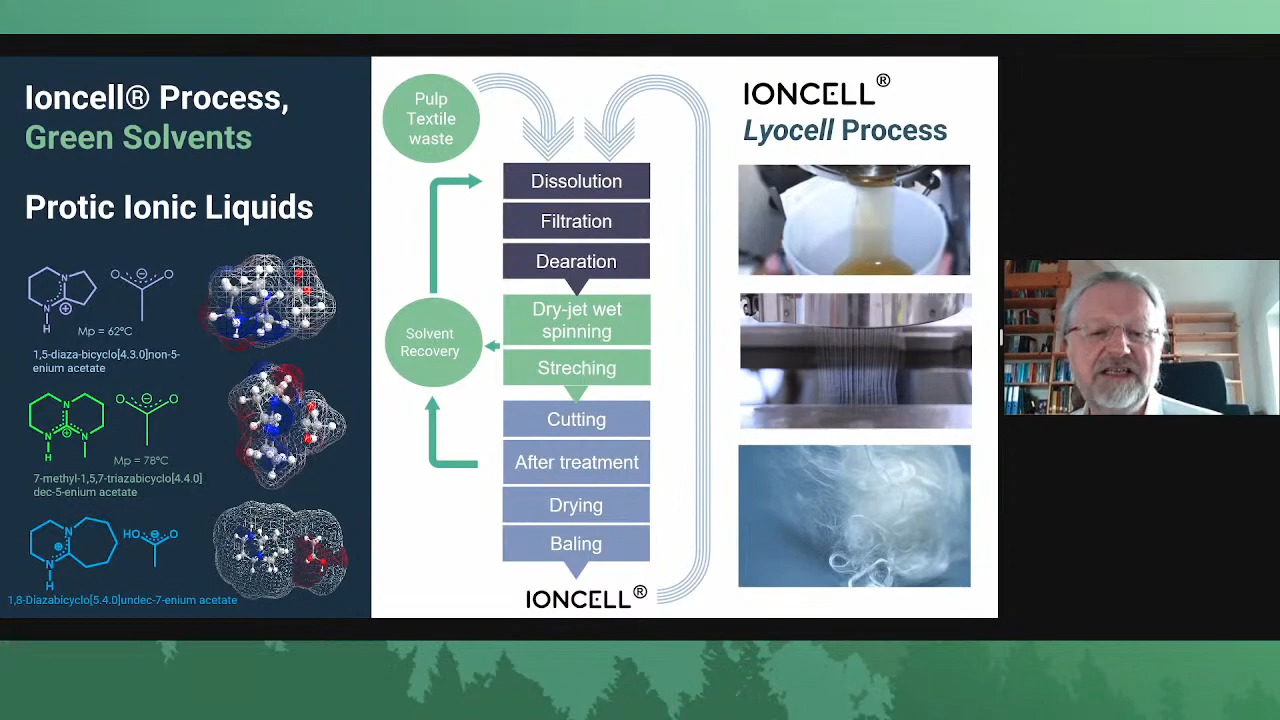 Ioncell® Process,
Green Solvents
Protic Ionic Liquids
N
N
H
O
O
Mp = 62ºC
1,5-diaza-bicyclo[4.3.0]non-5-
enium acetate
N
N
N
H
O
O
Mp = 78ºC
7-methyl-1,5,7-triazabicyclo[4.4.0]
dec-5-enium acetate
N
N
H
HO
O
1,8-Diazabicyclo[5.4.0]undec-7-enium acetate
Pulp
Textile
waste
Dissolution
Filtration
Dearation
Dry-jet wet
spinning
Streching
Solvent
Recovery
Cutting
After treatment
Drying
Baling
IONCELL®
IONCELL®
Lyocell Process